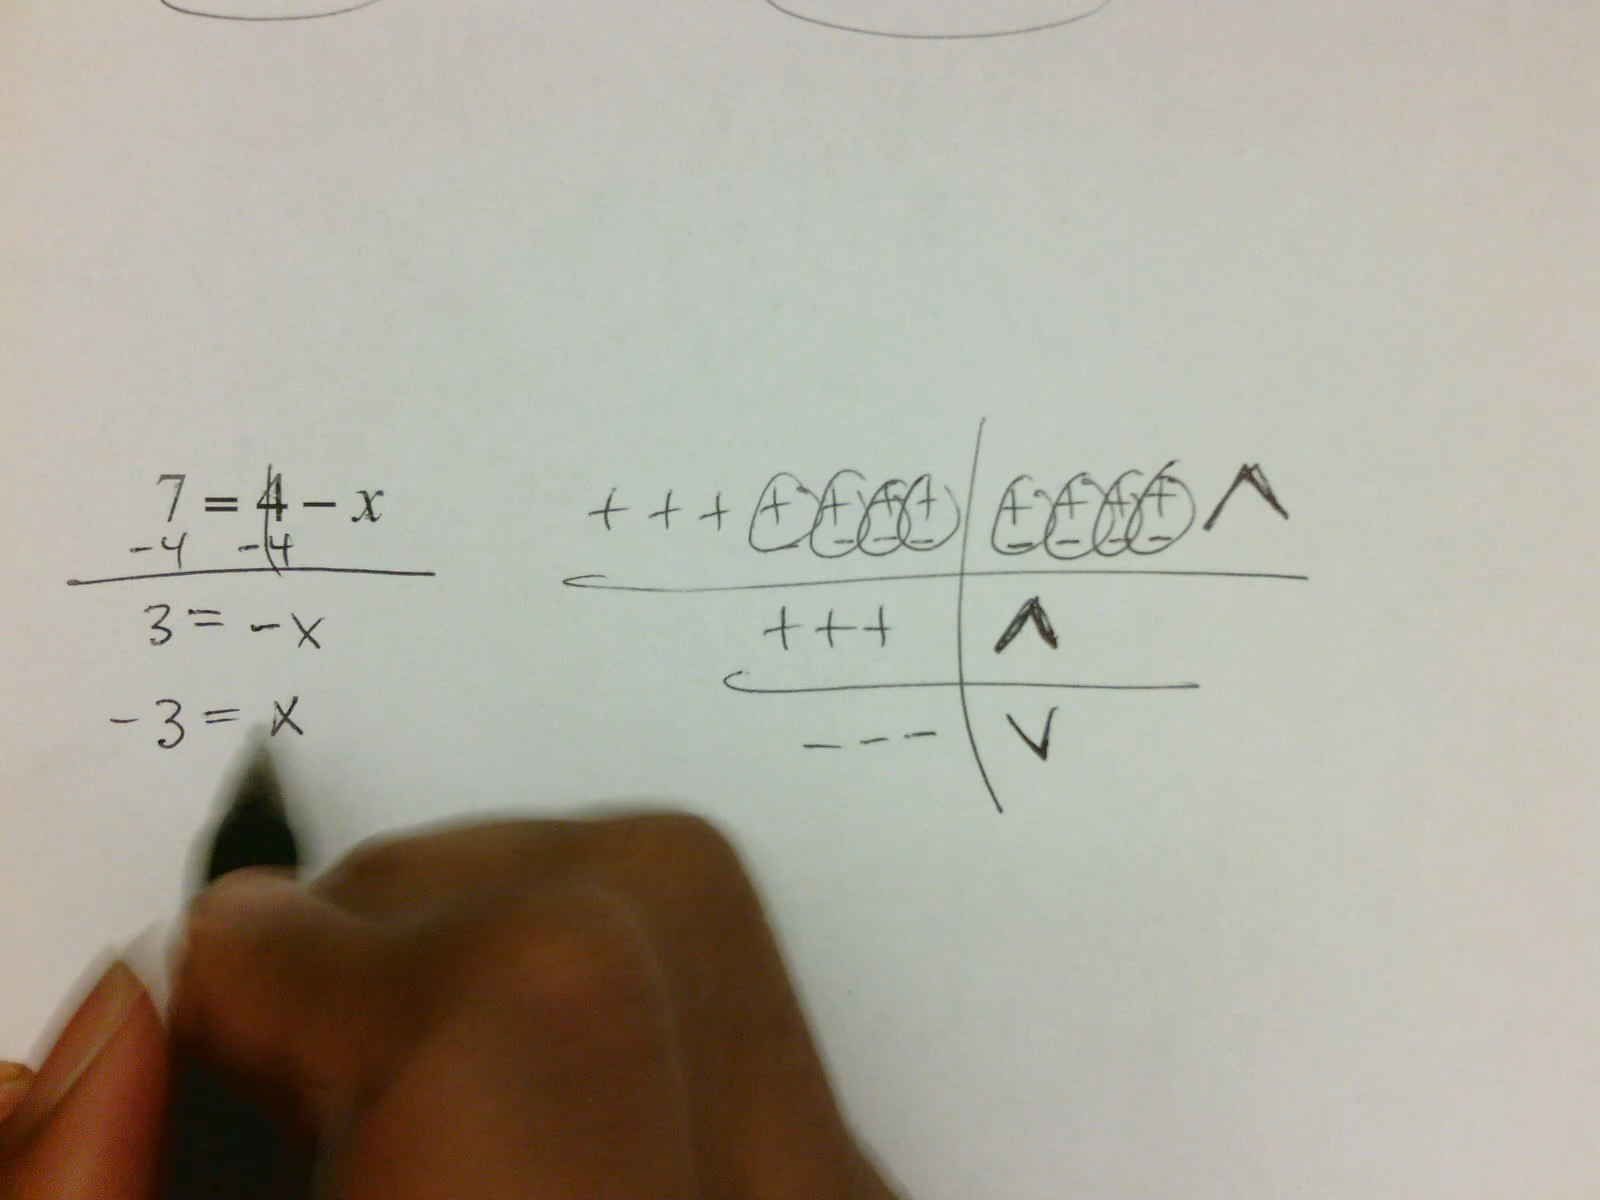 7 = 4 − x
-4 -4
3 = -x
-3 = x
+ + + + + + + + + + + Λ
- - - - - - - -
+ + + Λ
- - - V